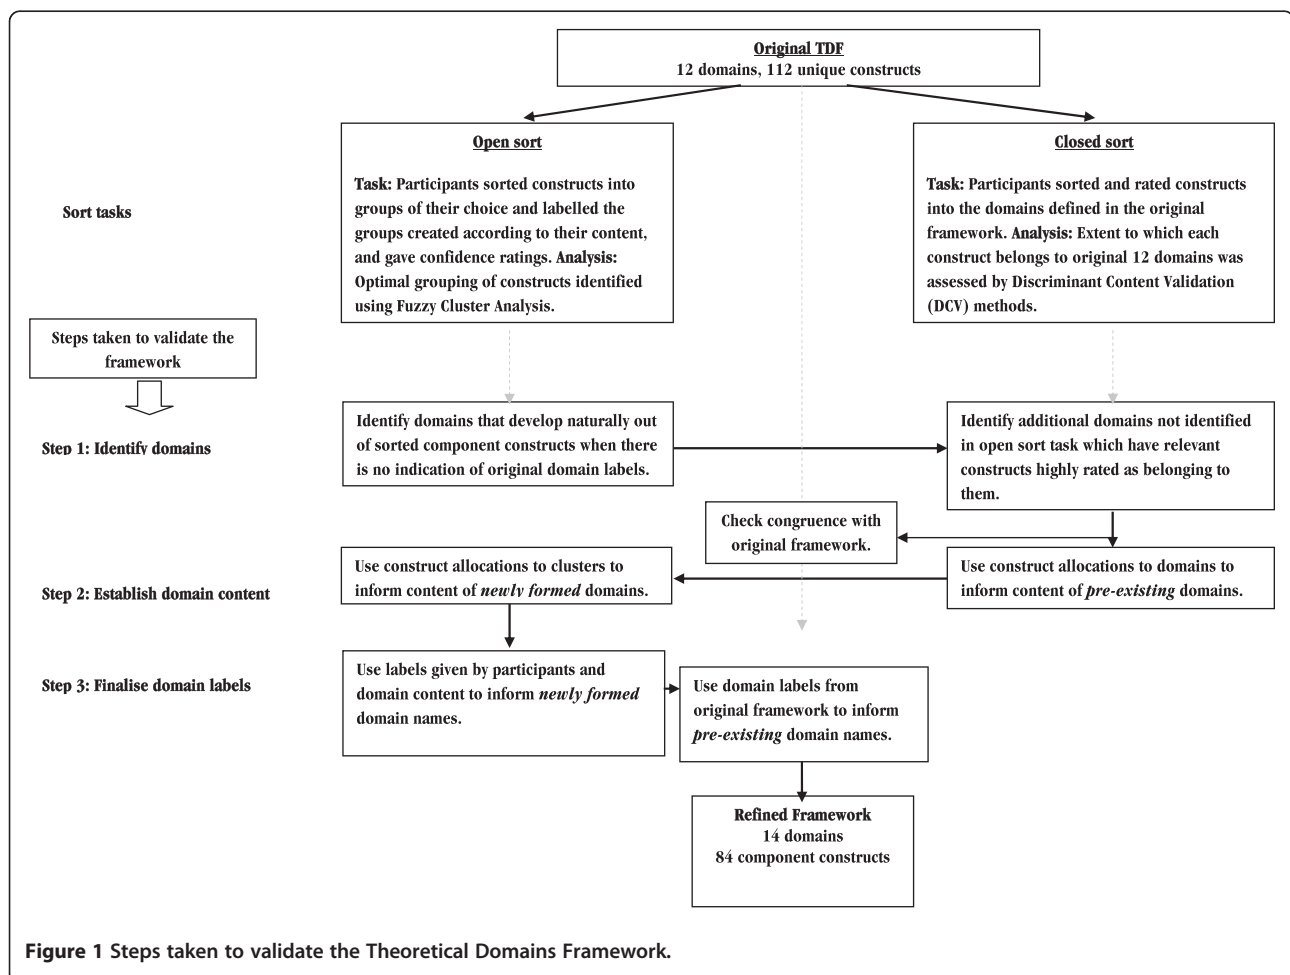 Original TDF
12 domains, 112 unique constructs
Open sort
Task: Participants sorted constructs into
groups of their choice and labelled the
groups created according to their content,
and gave confidence ratings. Analysis:
Optimal grouping of constructs identified
using Fuzzy Cluster Analysis.
Closed sort
Task: Participants sorted and rated constructs
into the domains defined in the original
framework. Analysis: Extent to which each
construct belongs to original 12 domains was
assessed by Discriminant Content Validation
(DCV) methods.
Sort tasks
Steps taken to validate the
framework
Step 1: Identify domains
Identify domains that develop naturally out
of sorted component constructs when there
is no indication of original domain labels.
Identify additional domains not identified
in open sort task which have relevant
constructs highly rated as belonging to
them.
Check congruence with
original framework.
Step 2: Establish domain content
Use construct allocations to clusters to
inform content of newly formed domains.
Use construct allocations to domains to
inform content of pre-existing domains.
Step 3: Finalise domain labels
Use labels given by participants and
domain content to inform newly formed
domain names.
Use domain labels from
original framework to inform
pre-existing domain names.
Refined Framework
14 domains
84 component constructs
Figure 1 Steps taken to validate the Theoretical Domains Framework.